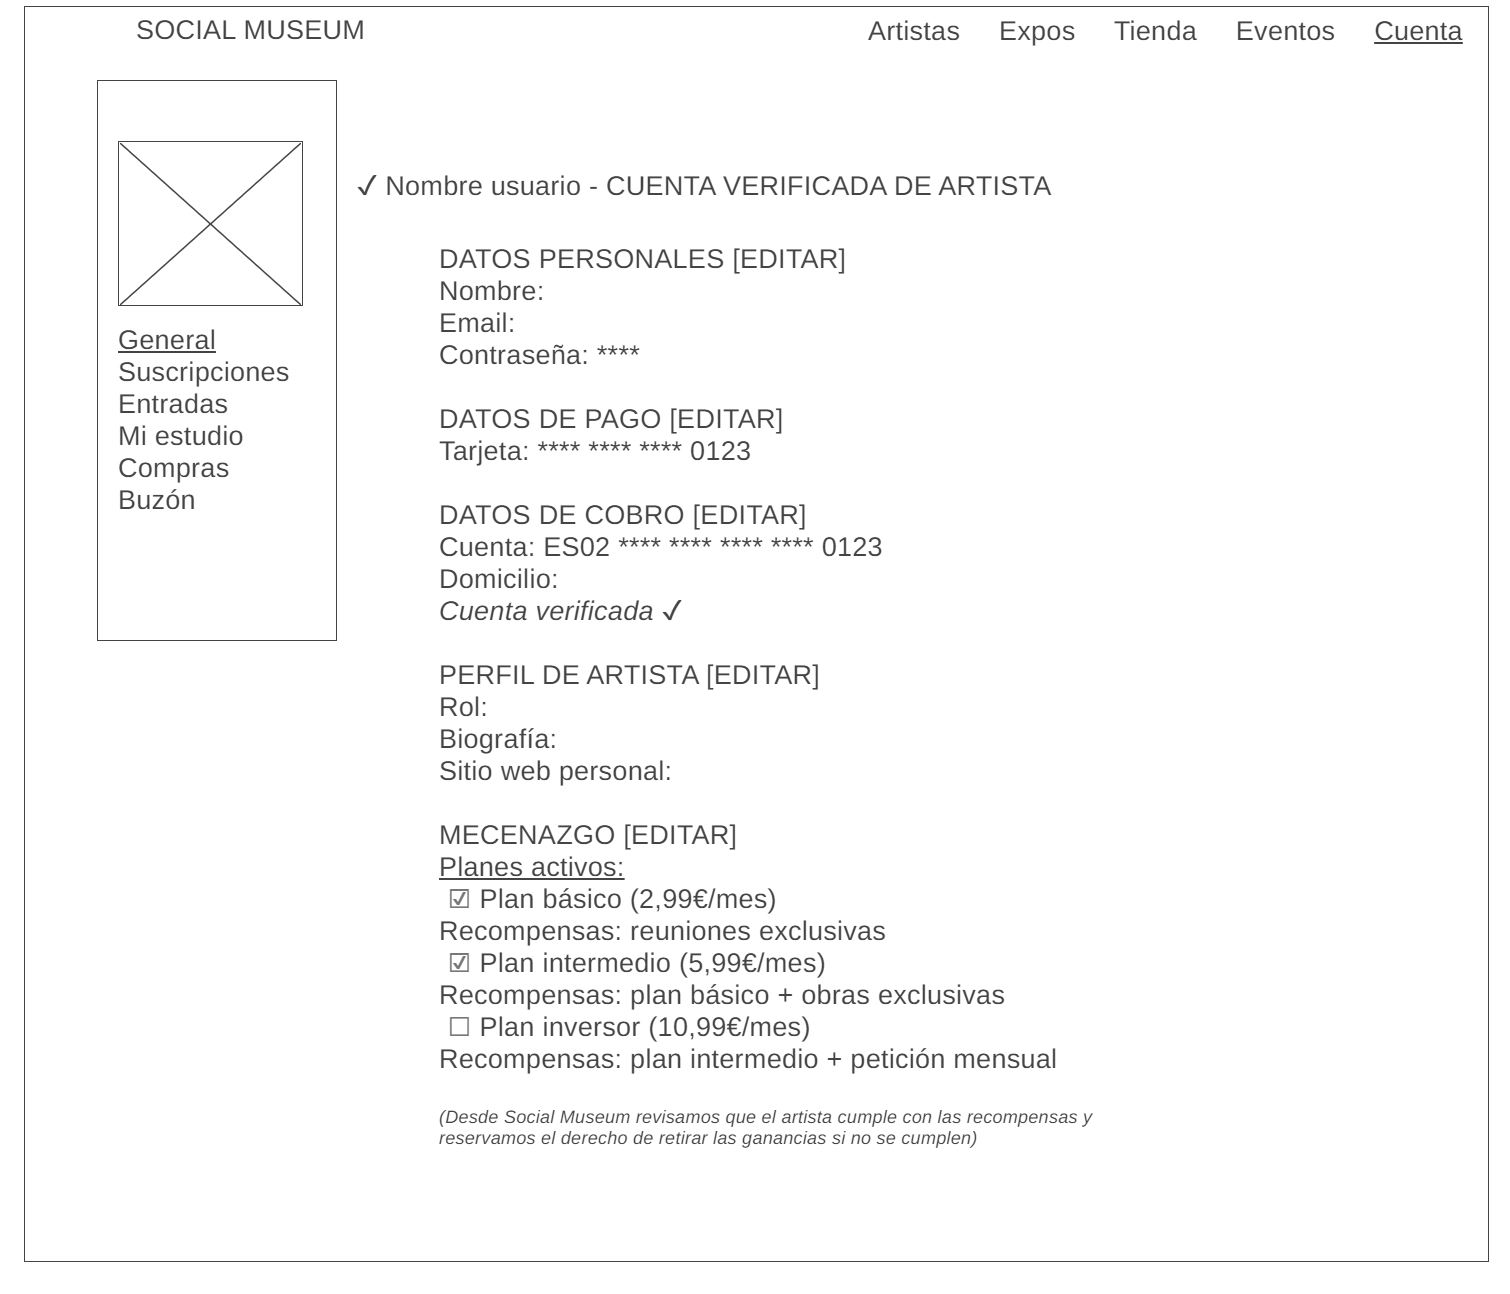 SOCIAL MUSEUM
Artistas Expos Tienda Eventos Cuenta
General
Suscripciones
Entradas
Mi estudio
Compras
Buzón
✓ Nombre usuario - CUENTA VERIFICADA DE ARTISTA
DATOS PERSONALES [EDITAR]
Nombre:
Email:
Contraseña: ****
DATOS DE PAGO [EDITAR]
Tarjeta: **** **** **** 0123
DATOS DE COBRO [EDITAR]
Cuenta: ES02 **** **** **** **** 0123
Domicilio:
Cuenta verificada ✓
PERFIL DE ARTISTA [EDITAR]
Rol:
Biografía:
Sitio web personal:
MECENAZGO [EDITAR]
Planes activos:
☑ Plan básico (2,99€/mes)
Recompensas: reuniones exclusivas
☑ Plan intermedio (5,99€/mes)
Recompensas: plan básico + obras exclusivas
☐ Plan inversor (10,99€/mes)
Recompensas: plan intermedio + petición mensual
(Desde Social Museum revisamos que el artista cumple con las recompensas y
reservamos el derecho de retirar las ganancias si no se cumplen)